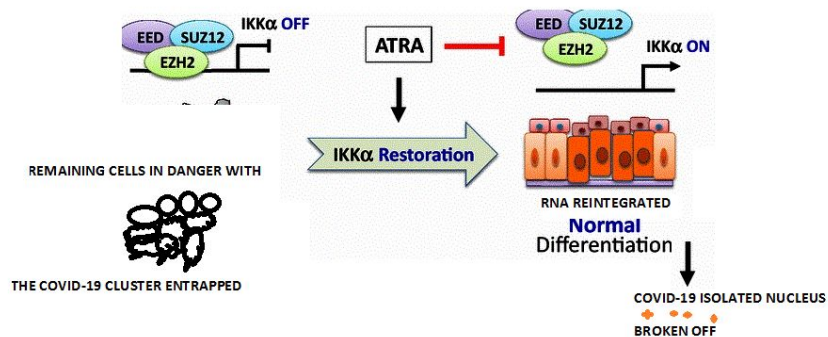 EED SUZ12
EZH2
IKKα OFF
ATRA
EED SUZ12
EZH2
IKKα ON
IKKα Restoration
REMAINING CELLS IN DANGER WITH
THE COVID-19 CLUSTER ENTRAPPED
RNA REINTEGRATED
Normal
Differentiation
COVID-19 ISOLATED NUCLEUS
BROKEN OFF